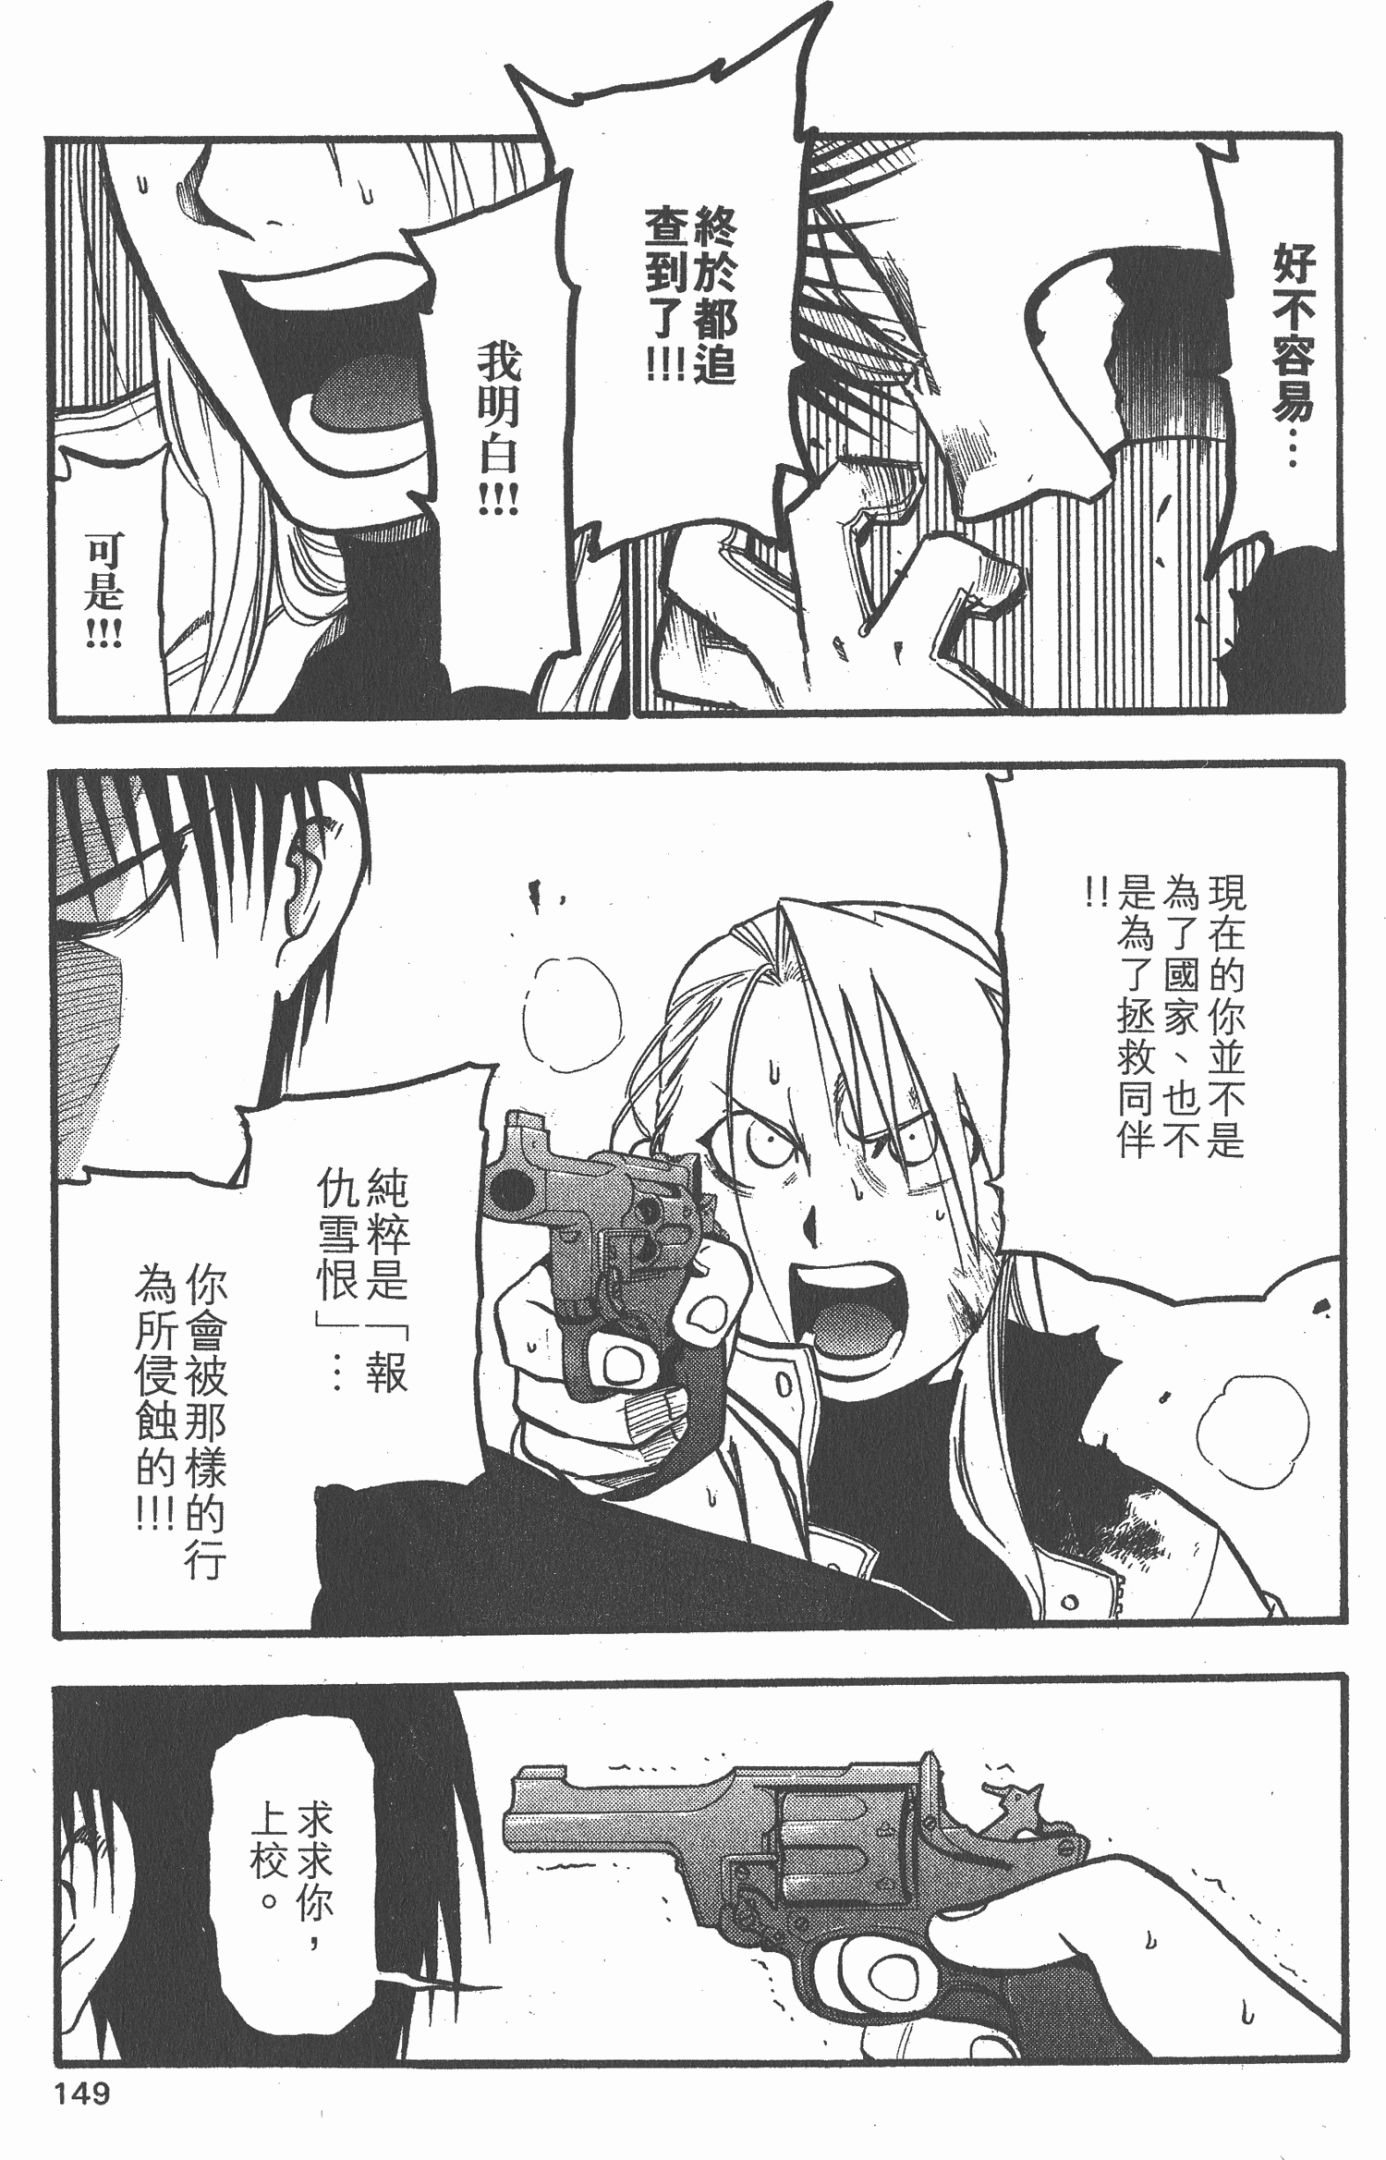 好不容易…
終於都追
查到了!!!
我明白!!!
可是!!!
現在的你並不是
為了國家、也不
是為了拯救同伴
!!
純粹是「報
仇雪恨」…
你會被那樣的行
為所侵蝕的!!!
求求你，
上校。
149